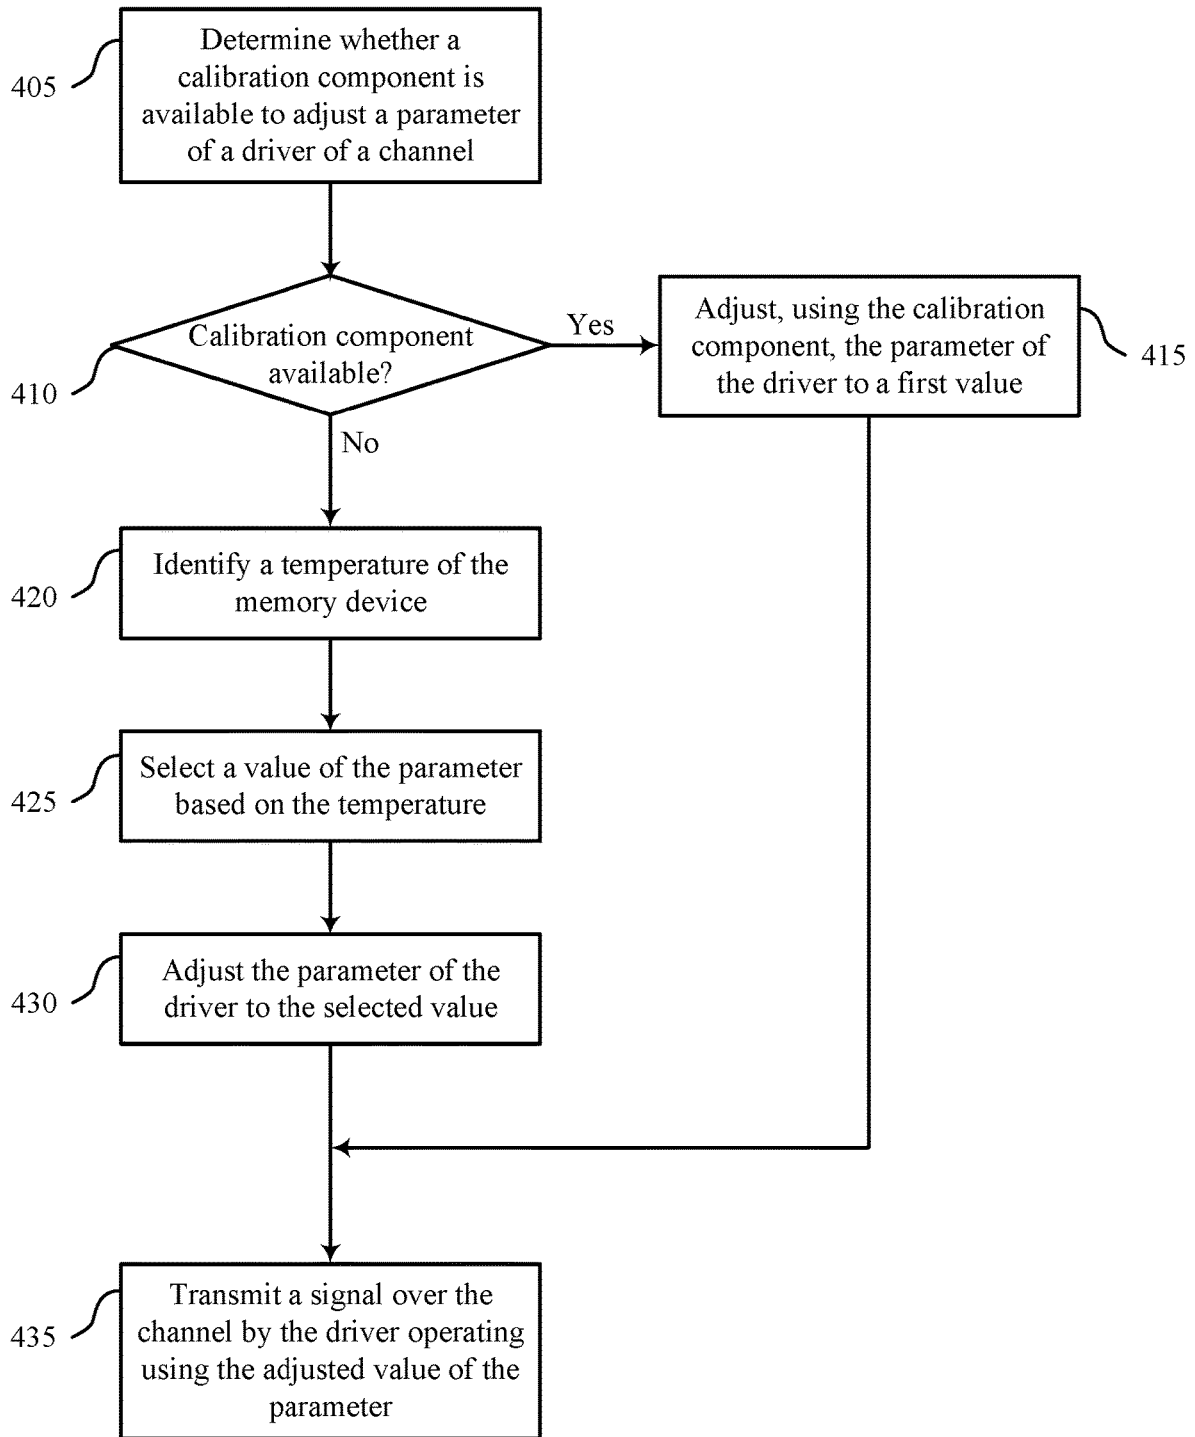 Determine whether a
calibration component is
available to adjust a parameter
of a driver of a channel
405
Calibration component
available?
410
Yes
Adjust, using the calibration
component, the parameter of
the driver to a first value
415
No
Identify a temperature of the
memory device
420
Select a value of the parameter
based on the temperature
425
Adjust the parameter of the
driver to the selected value
430
Transmit a signal over the
channel by the driver operating
using the adjusted value of the
parameter
435